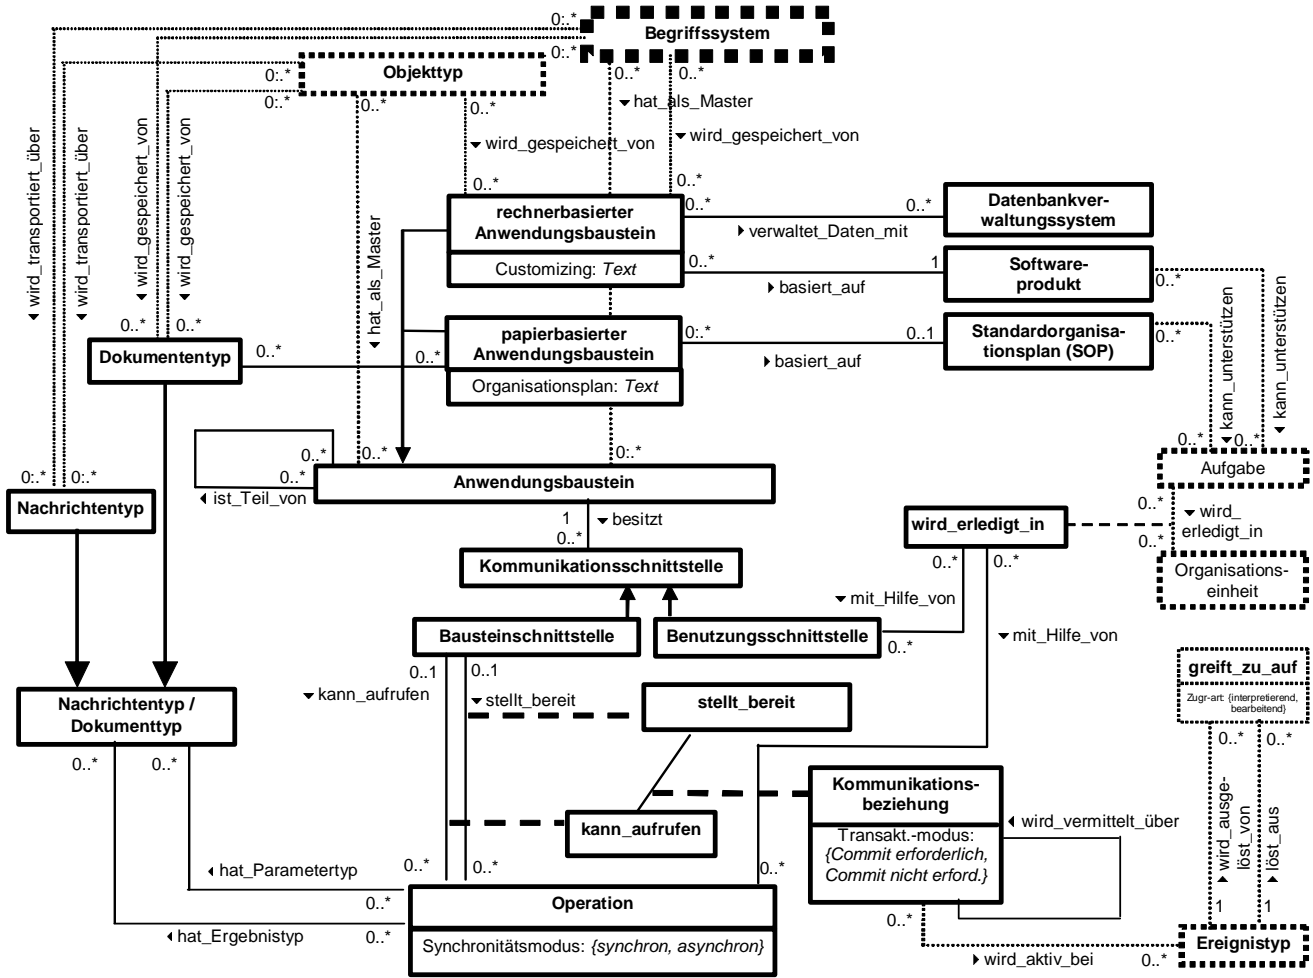 0:.*
Begriffssystem
0:.*
0:.*
Objekttyp
0:.*
0..*
0..*
0..*
0..*
hat_als_Master
wird_gespeichert_von
wird_gespeichert_von
wird_transportiert_über
wird_transportiert_über
wird_gespeichert_von
wird_gespeichert_von
hat_als_Master
0..*
0..*
rechnerbasierter
Anwendungsbaustein
Customizing: Text
0..*
0..*
verwaltet_Daten_mit
Datenbankver-
waltungssystem
0..*
1
basiert_auf
Software-
produkt
0..*
kann_unterstützen
kann_unterstützen
0..*
0..*
Dokumententyp
0..*
0..*
papierbasierter
Anwendungsbaustein
Organisationsplan: Text
0:.*
0..1
basiert_auf
Standardorganisa-
tionsplan (SOP)
0..*
0..*
0..*
Aufgabe
0..*
0..*
ist_Teil_von
0..*
0:.*
Anwendungsbaustein
0:.*
0:.*
Nachrichtentyp
1
besitzt
0..*
Kommunikationsschnittstelle
wird_erledigt_in
0..*
wird_
erledigt_in
0..*
Organisations-
einheit
0..*
0..*
mit_Hilfe_von
0..*
mit_Hilfe_von
Bausteinschnittstelle
Benutzungsschnittstelle
0..1
0..1
kann_aufrufen
stellt_bereit
stellt_bereit
greift_zu_auf
Zugr-art: {interpretierend,
bearbeitend}
0..*
0..*
wird_ausge-
löst_von
löst_aus
1
1
Nachrichtentyp /
Dokumenttyp
0..*
0..*
kann_aufrufen
Kommunikations-
beziehung
Transakt.-modus:
{Commit erforderlich,
Commit nicht erford.}
wird_vermittelt_über
hat_Parametertyp
0..*
0..*
0..*
0..*
hat_Ergebnistyp
0..*
Operation
Synchronitätsmodus: {synchron, asynchron}
0..*
wird_aktiv_bei
0..*
Ereignistyp